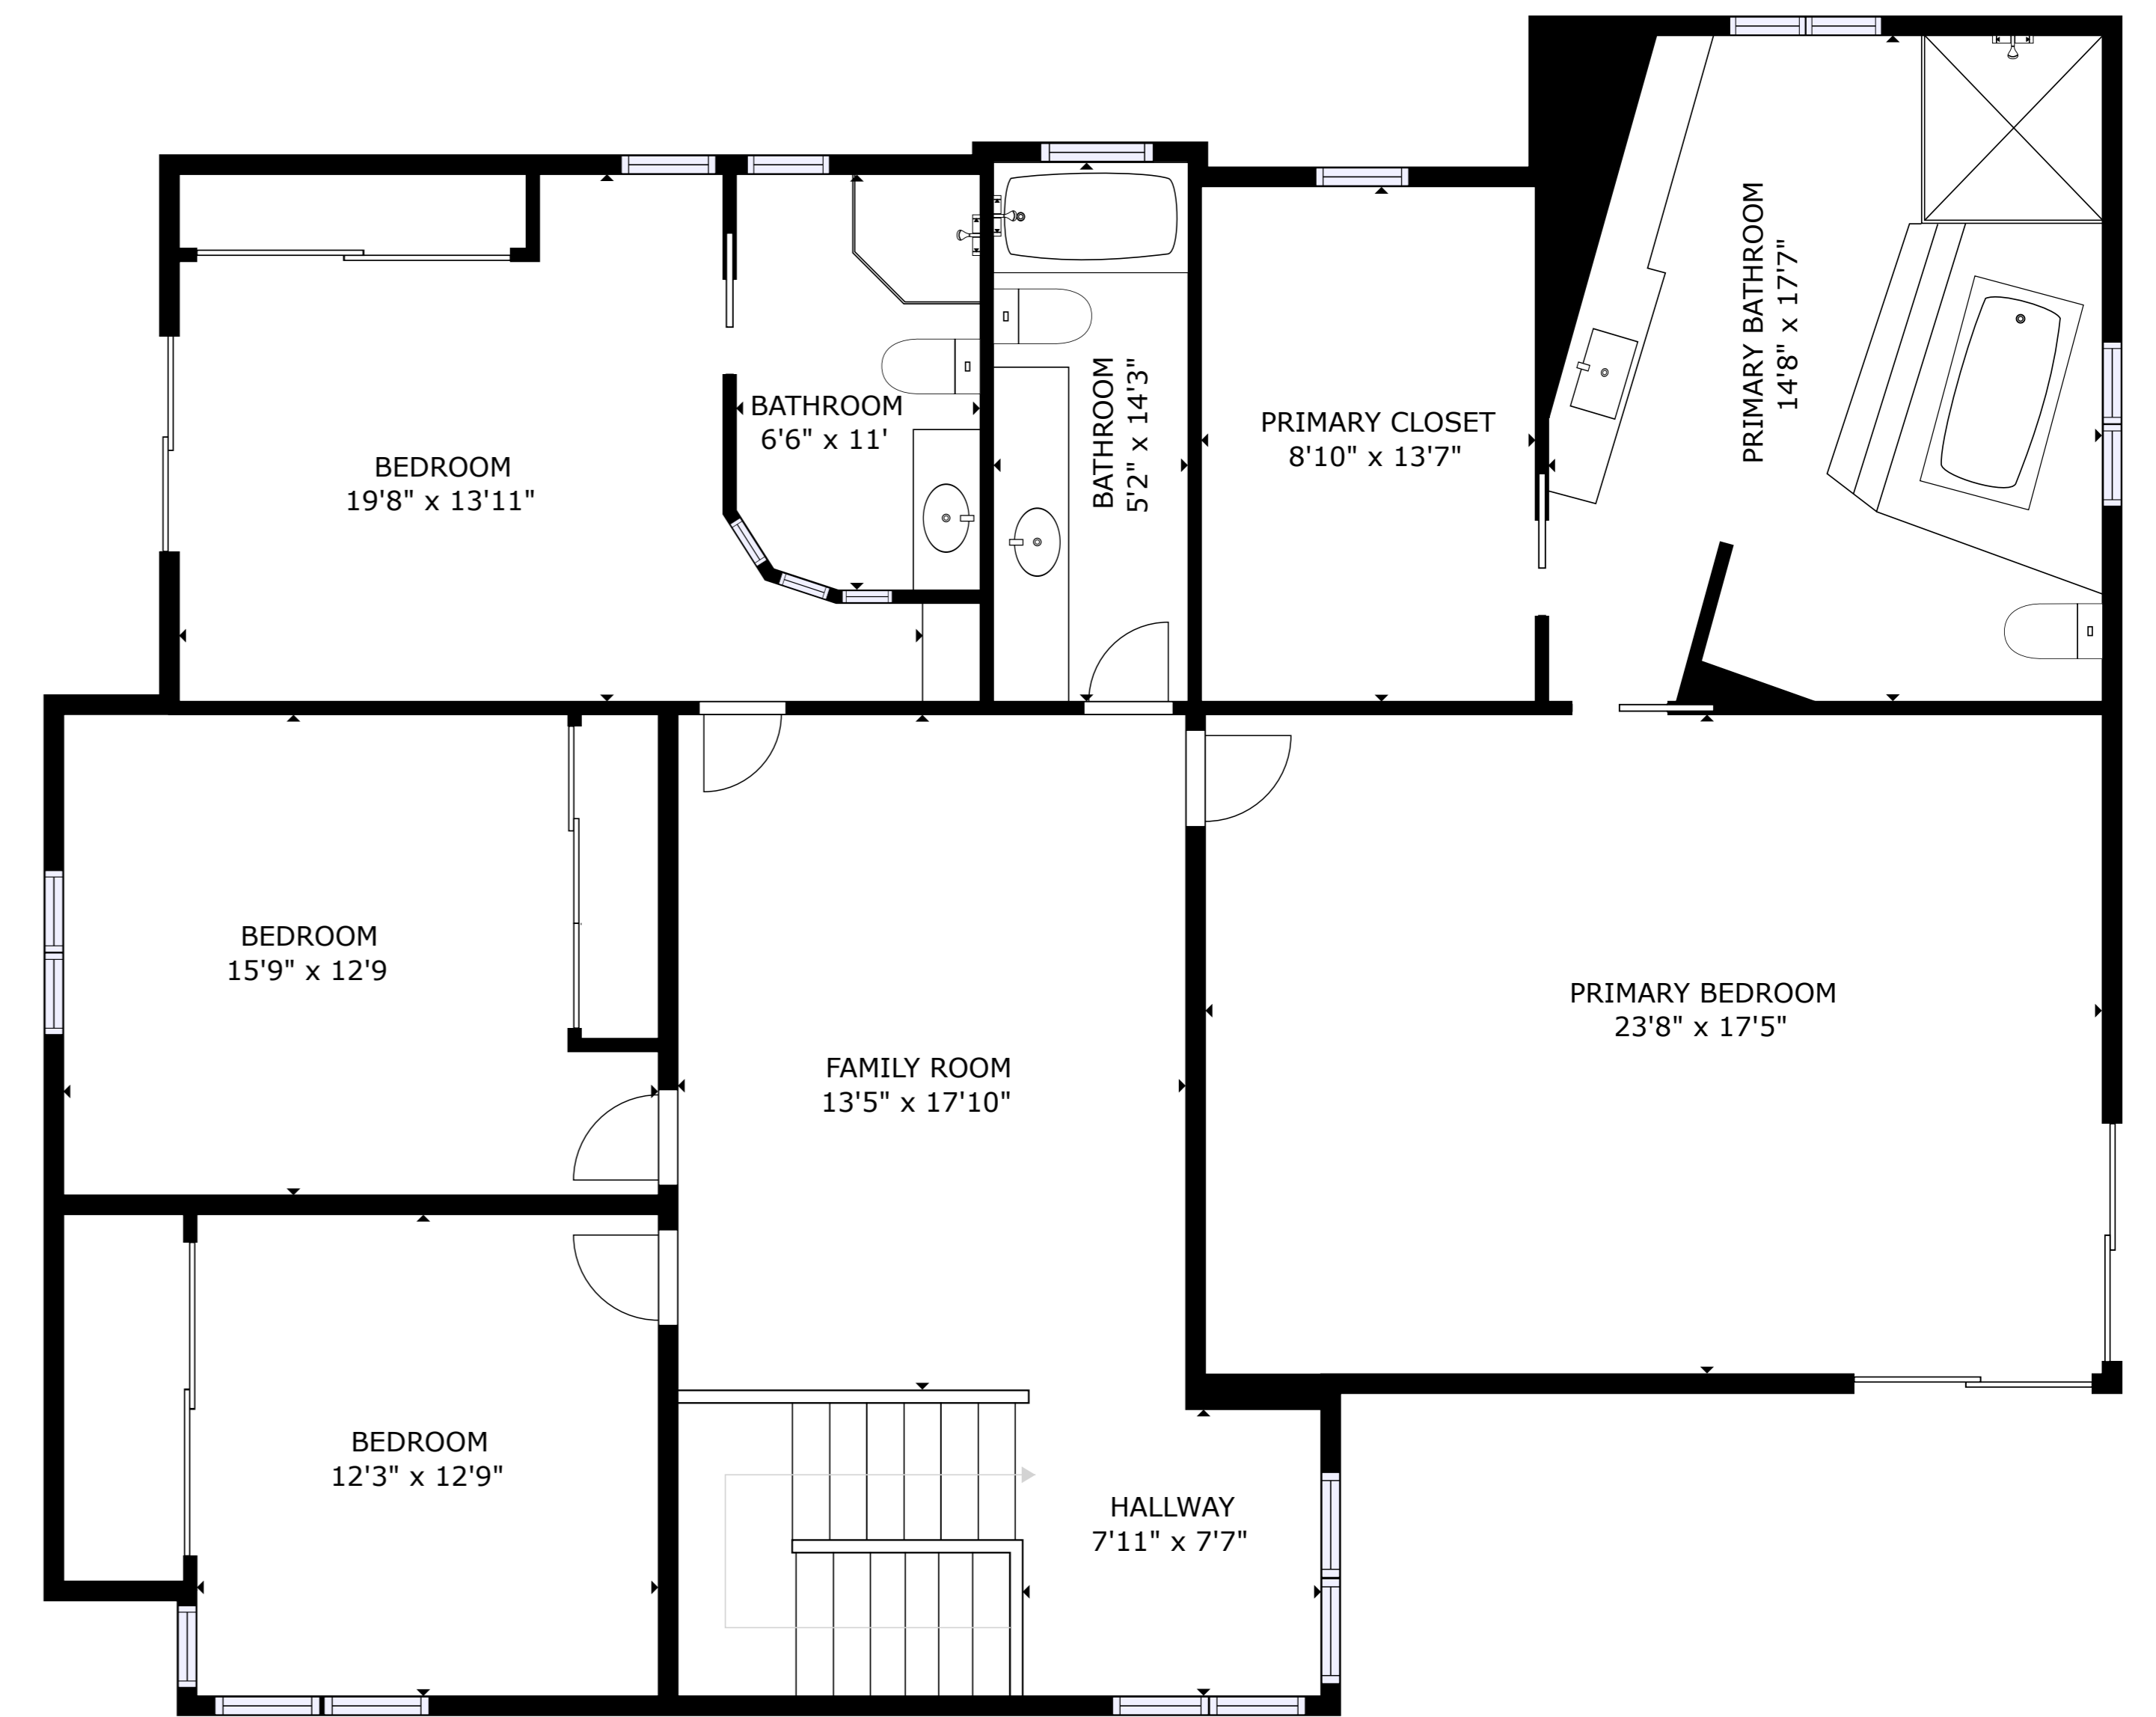 PRIMARY BATHROOM
14'8" x 17'7"
BATHROOM
6'6" x 11'
BATHROOM
5'2" x 14'3"
PRIMARY CLOSET
8'10" x 13'7"
BEDROOM
19'8" x 13'11"
BEDROOM
15'9" x 12'9
PRIMARY BEDROOM
23'8" x 17'5"
FAMILY ROOM
13'5" x 17'10"
BEDROOM
12'3" x 12'9"
HALLWAY
7'11" x 7'7"